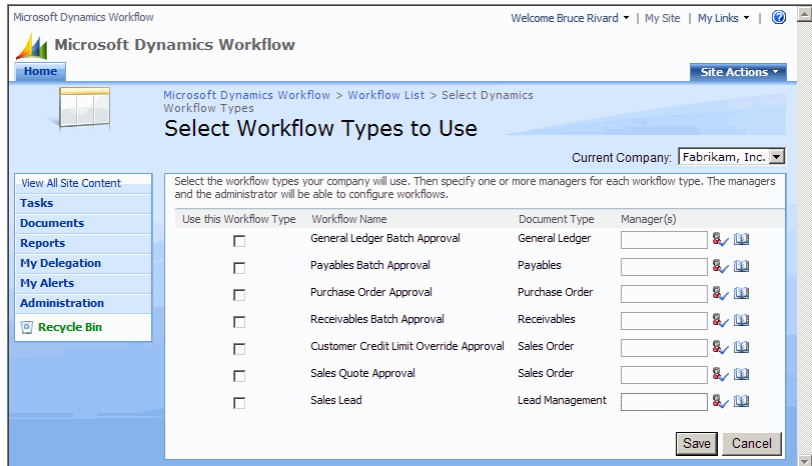 Microsoft Dynamics Workflow
Welcome Bruce Rivard | My Site | My Links |
Microsoft Dynamics Workflow
Home
Site Actions
Microsoft Dynamics Workflow > Workflow List > Select Dynamics
Workflow Types
Select Workflow Types to Use
Current Company: Fabrikam, Inc.
View All Site Content
Tasks
Documents
Reports
My Delegation
My Alerts
Administration
Recycle Bin
Select the workflow types your company will use. Then specify one or more managers for each workflow type. The managers
and the administrator will be able to configure workflows.
Use this Workflow Type Workflow Name Document Type Manager(s)
General Ledger Batch Approval General Ledger
Payables Batch Approval Payables
Purchase Order Approval Purchase Order
Receivables Batch Approval Receivables
Customer Credit Limit Override Approval Sales Order
Sales Quote Approval Sales Order
Sales Lead Lead Management
Save Cancel